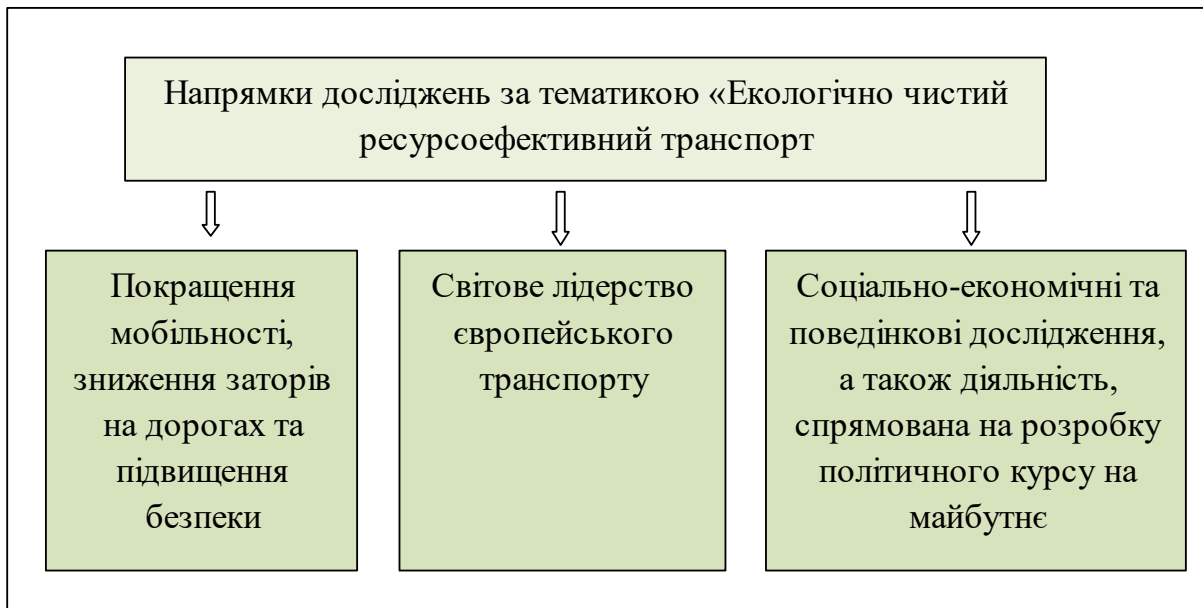 Напрямки досліджень за тематикою «Екологічно чистий
ресурсоефективний транспорт
Покращення
мобільності,
зниження заторів
на дорогах та
підвищення
безпеки
Світове лідерство
європейського
транспорту
Соціально-економічні та
поведінкові дослідження,
а також діяльність,
спрямована на розробку
політичного курсу на
майбутнє